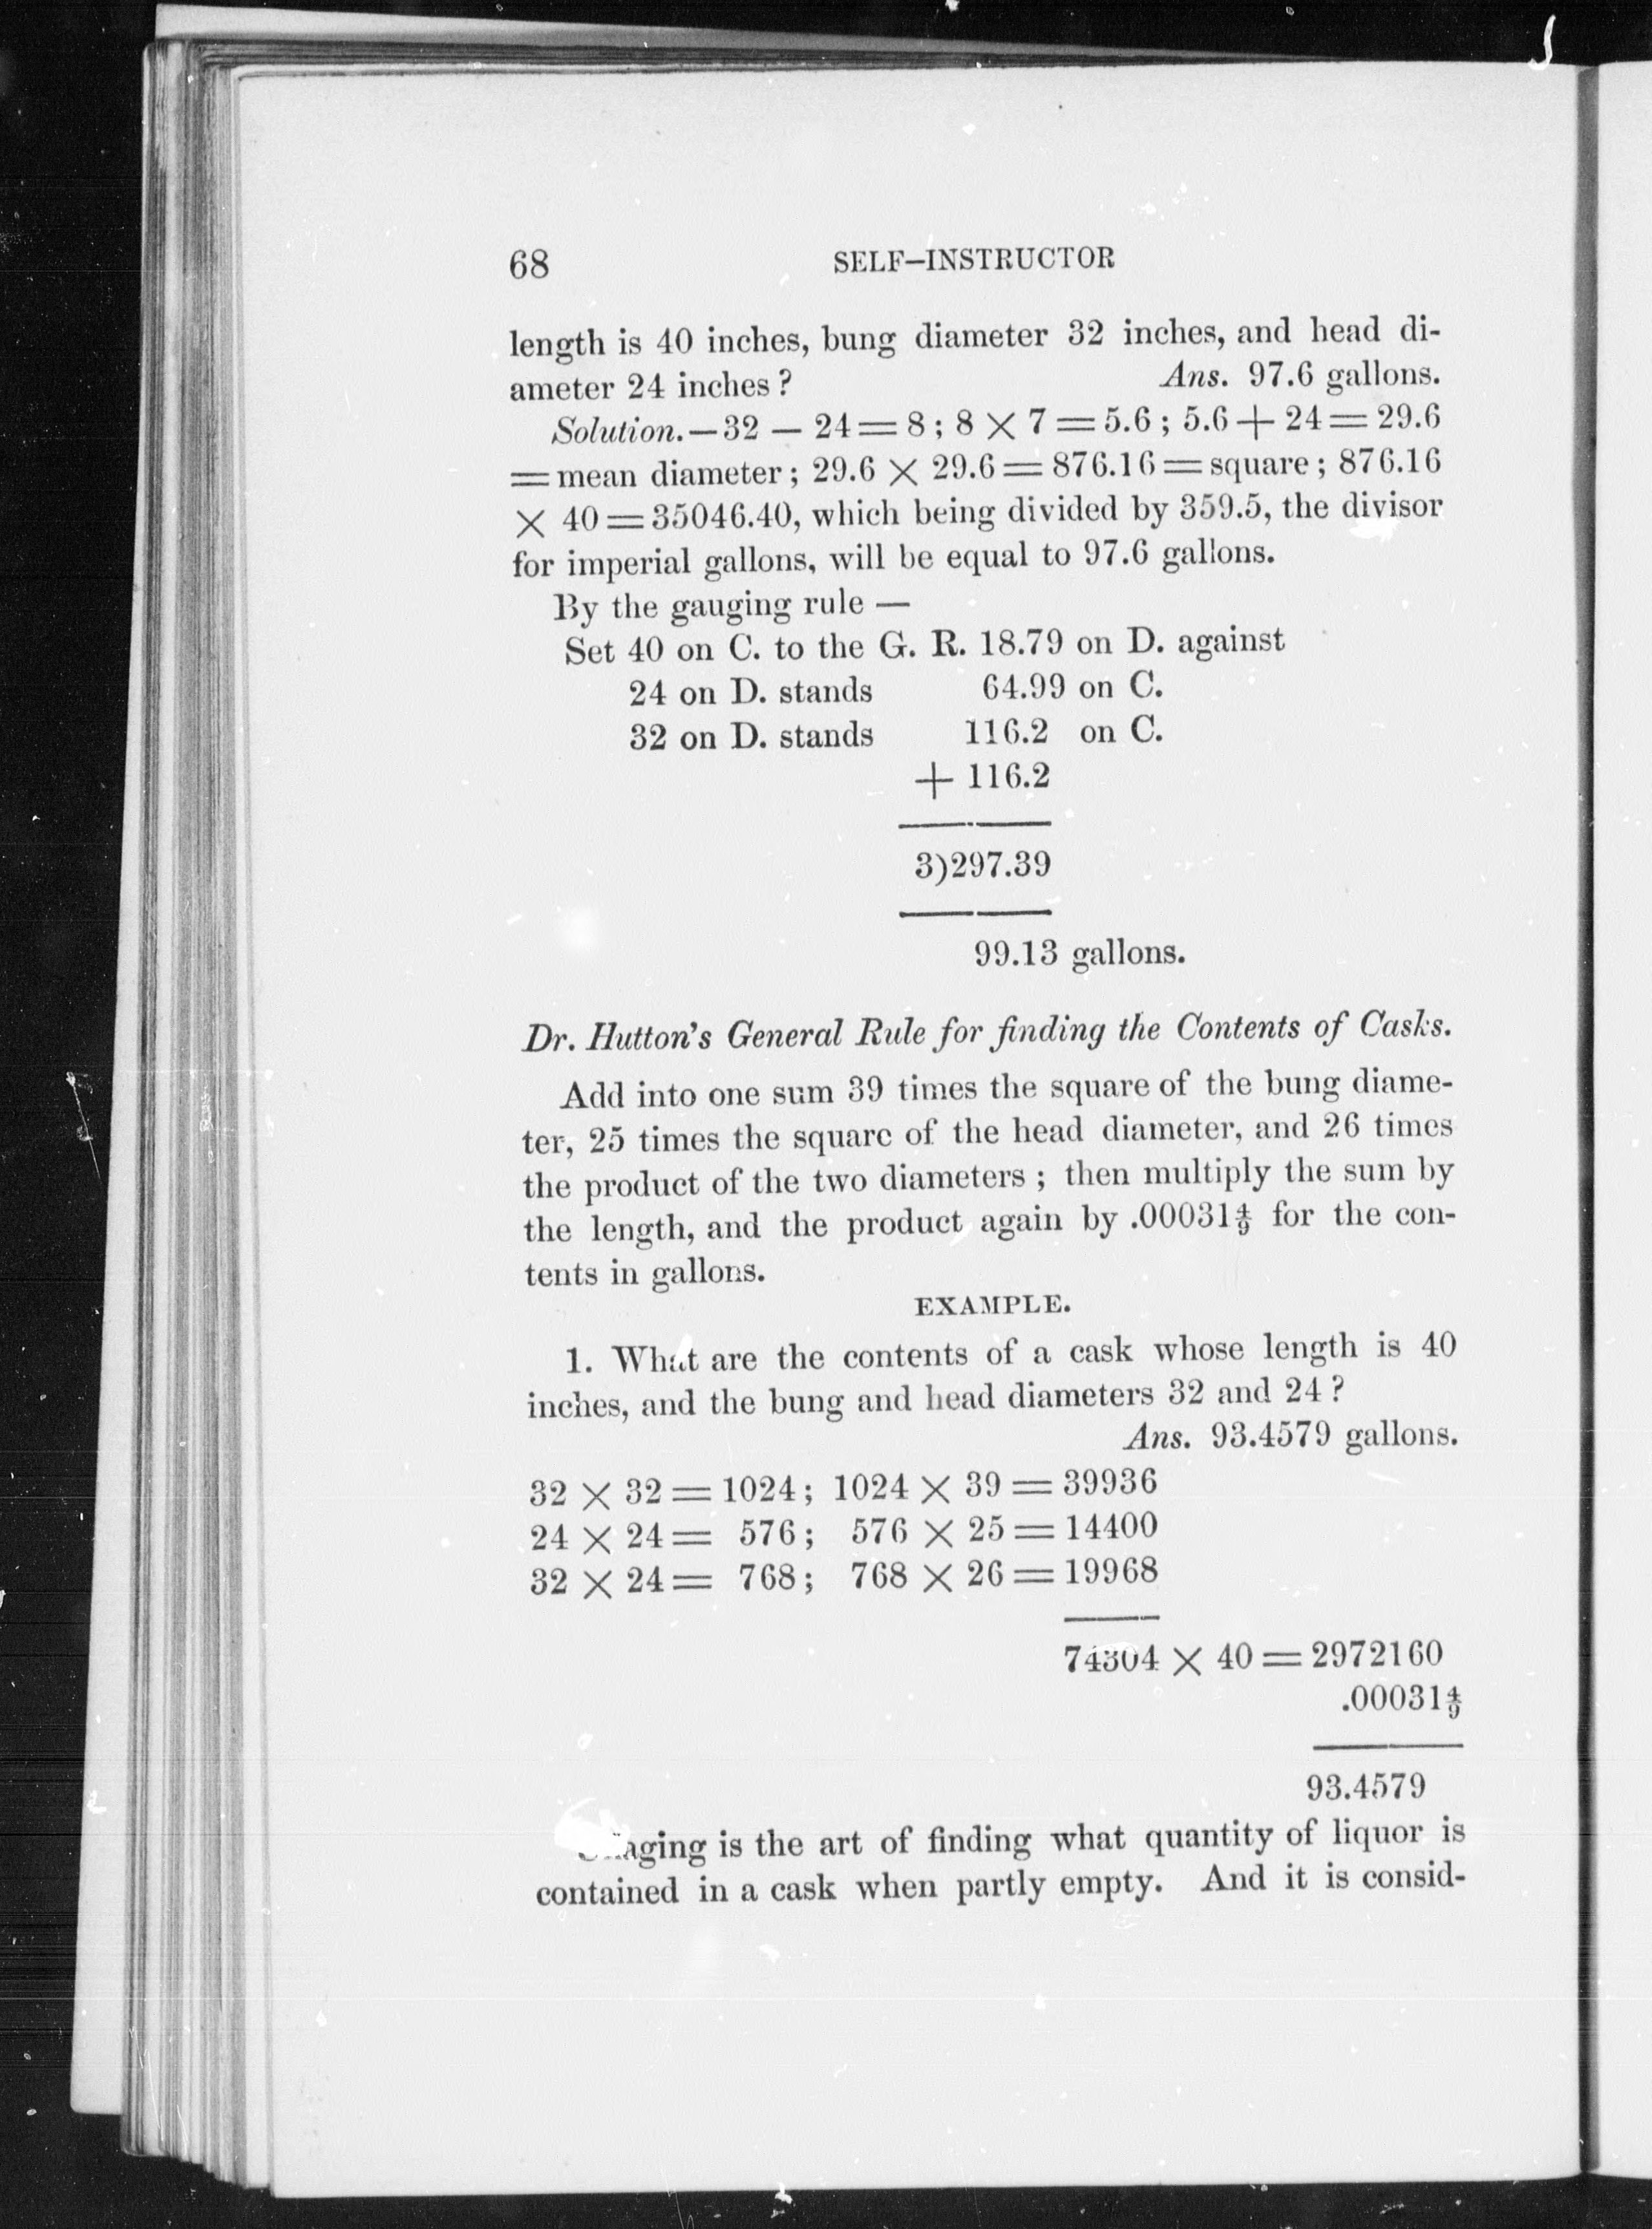 68 SELF-INSTRUCTOR
length is 40 inches, bung diameter 32 inches, and head di-
ameter 24 inches? Ans. 97.6 gallons.
Solution.—32 — 24=8; 8 × 7=5.6; 5.6+24=29.6
=mean diameter; 29.6 × 29.6=876.16=square; 876.16
× 40=35046.40, which being divided by 359.5, the divisor
for imperial gallons, will be equal to 97.6 gallons.
By the gauging rule —
Set 40 on C. to the G. R. 18.79 on D. against
24 on D. stands 64.99 on C.
32 on D. stands 116.2 on C.
+ 116.2
3)297.39
99.13 gallons.
Dr. Hutton's General Rule for finding the Contents of Casks.
Add into one sum 39 times the square of the bung diame-
ter, 25 times the square of the head diameter, and 26 times
the product of the two diameters; then multiply the sum by
the length, and the product again by .00031 4/9 for the con-
tents in gallons.
EXAMPLE.
1. What are the contents of a cask whose length is 40
inches, and the bung and head diameters 32 and 24?
Ans. 93.4579 gallons.
32 × 32=1024; 1024 × 39=39936
24 × 24= 576; 576 × 25=14400
32 × 24= 768; 768 × 26=19968
74304 × 40=2972160
.00031 4/9
93.4579
is the art of finding what quantity of liquor is
contained in a cask when partly empty. And it is consid-